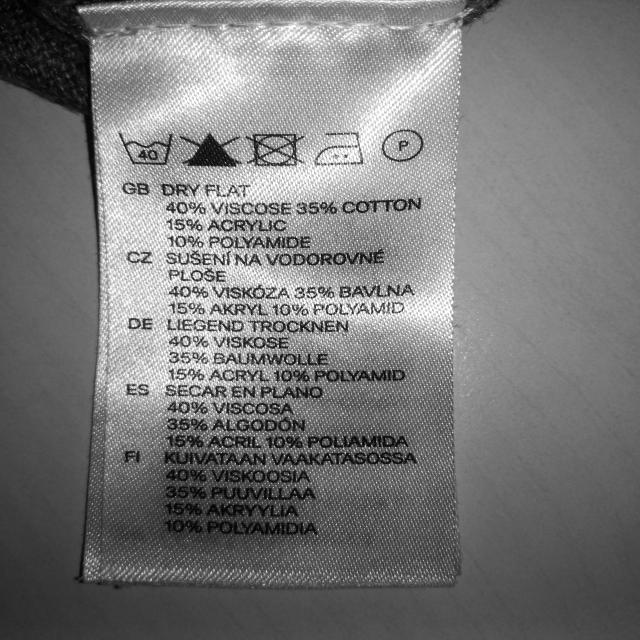 40 P
GB DRY FLAT
40% VISCOSE 35% COTTON
15% ACRYLIC
10% POLYAMIDE
CZ SUŠENÍ NA VODOROVNÉ
PLOŠE
40% VISKÓZA 35% BAVLNA
15% AKRYL 10% POLYAMID
DE LIEGEND TROCKNEN
40% VISKOSE
35% BAUMWOLLE
15% ACRYL 10% POLYAMID
ES SECAR EN PLANO
40% VISCOSA
35% ALGODÓN
15% ACRIL 10% POLIAMIDA
FI KUIVATAAN VAAKATASOSSA
40% VISKOOSIA
35% PUUVILLAA
15% AKRYYLIA
10% POLYAMIDIA